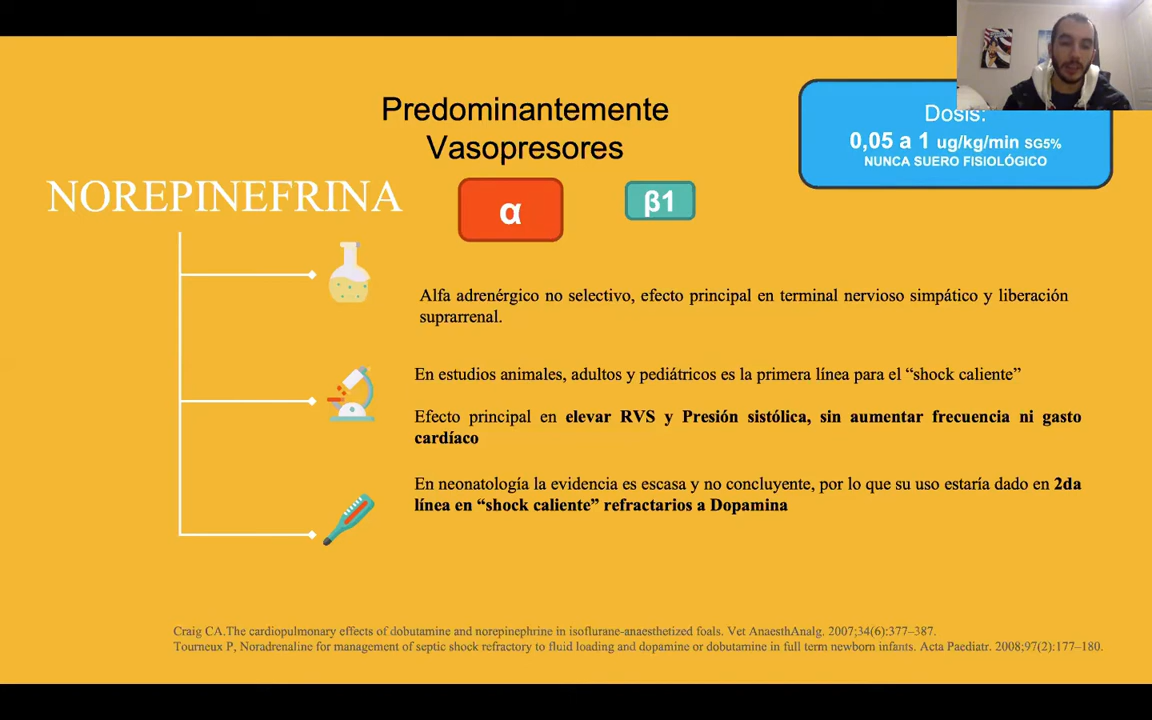 Predominantemente
Vasopresores
Dosis:
0,05 a 1 ug/kg/min SG5%
NUNCA SUERO FISIOLÓGICO
NOREPINEFRINA
α
β1
Alfa adrenérgico no selectivo, efecto principal en terminal nervioso simpático y liberación
suprarrenal.
En estudios animales, adultos y pediátricos es la primera línea para el “shock caliente”
Efecto principal en elevar RVS y Presión sistólica, sin aumentar frecuencia ni gasto
cardíaco
En neonatología la evidencia es escasa y no concluyente, por lo que su uso estaría dado en 2da
línea en “shock caliente” refractarios a Dopamina
Craig CA.The cardiopulmonary effects of dobutamine and norepinephrine in isoflurane-anaesthetized foals. Vet AnaesthAnalg. 2007;34(6):377–387.
Tourneux P, Noradrenaline for management of septic shock refractory to fluid loading and dopamine or dobutamine in full term newborn infants. Acta Paediatr. 2008;97(2):177–180.